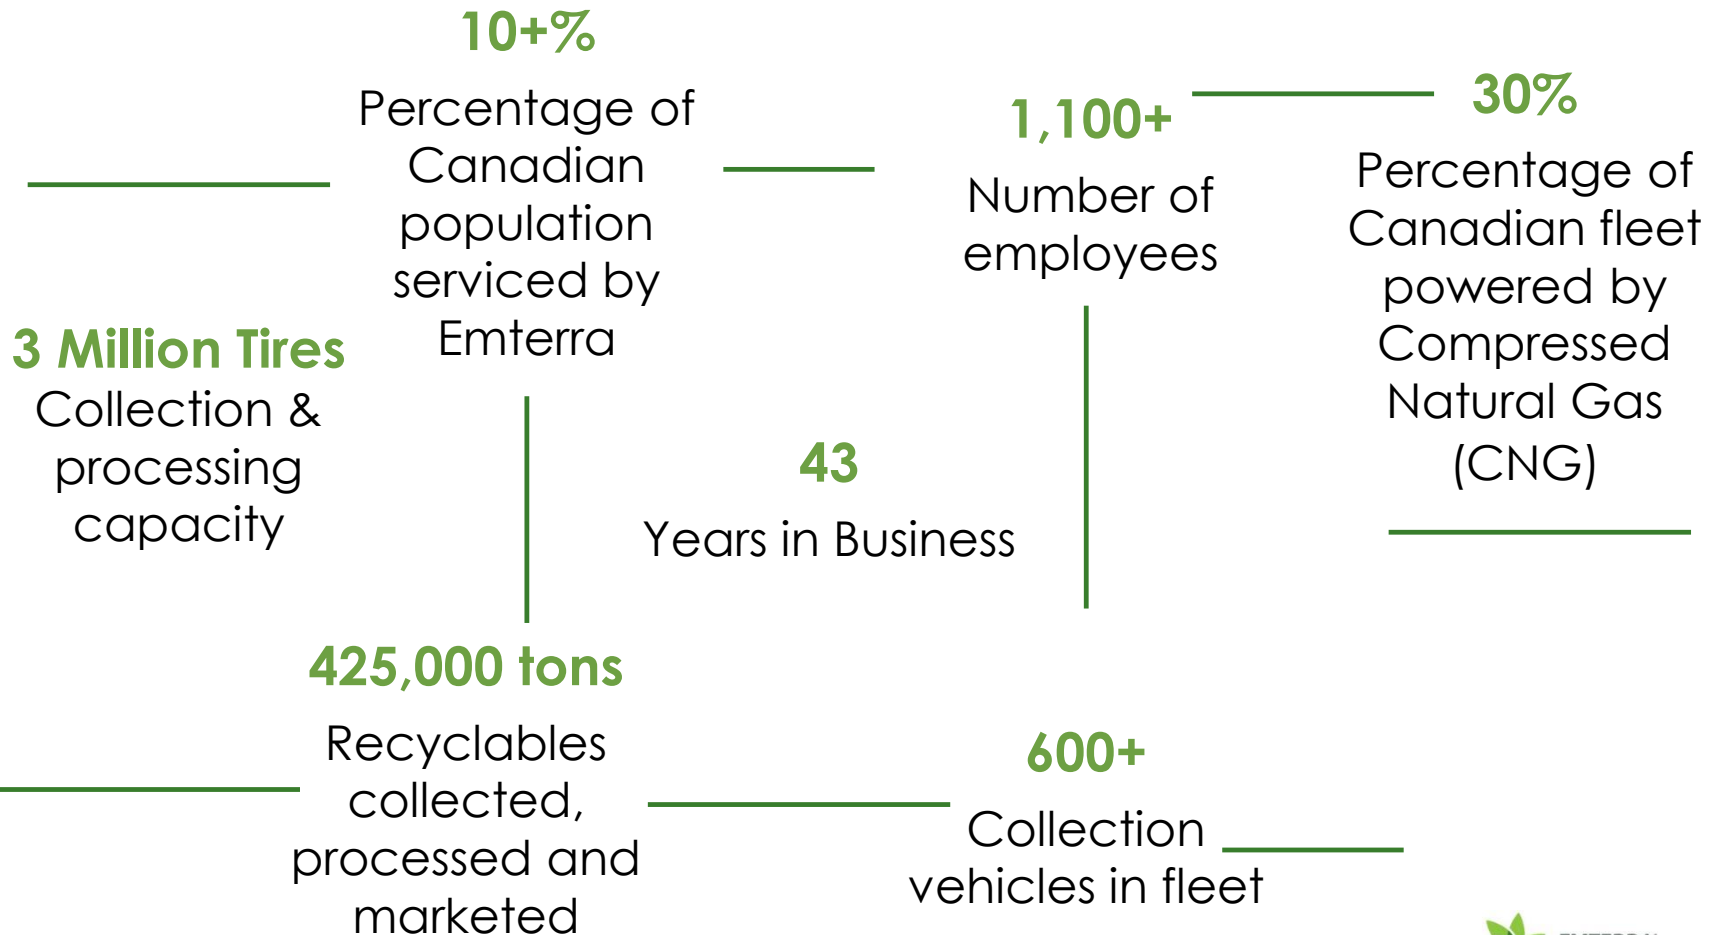 10+%
Percentage of
Canadian
population
serviced by
Emterra
1,100+
Number of
employees
30%
Percentage of
Canadian fleet
powered by
Compressed
Natural Gas
(CNG)
3 Million Tires
Collection &
processing
capacity
43
Years in Business
425,000 tons
Recyclables
collected,
processed and
marketed
600+
Collection
vehicles in fleet